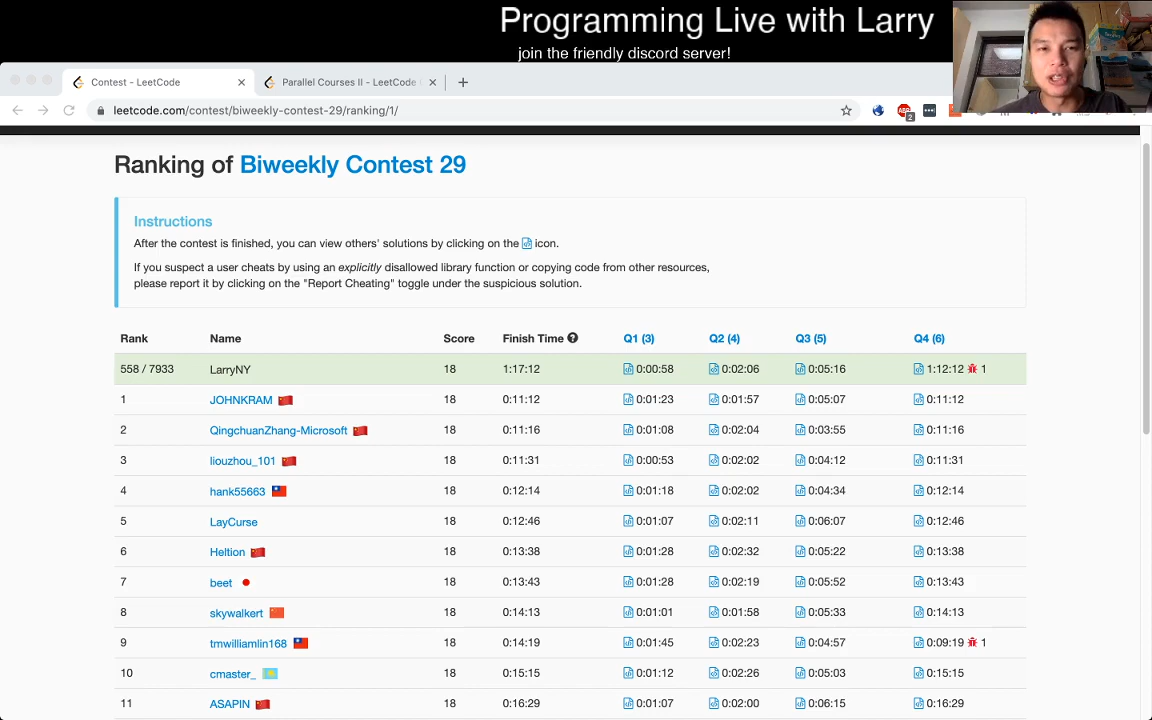 Programming Live with Larry
join the friendly discord server!
Contest - LeetCode
Parallel Courses II - LeetCode
leetcode.com/contest/biweekly-contest-29/ranking/1/
ABP
2
Ranking of Biweekly Contest 29
Instructions
After the contest is finished, you can view others' solutions by clicking on the icon.
If you suspect a user cheats by using an explicitly disallowed library function or copying code from other resources,
please report it by clicking on the "Report Cheating" toggle under the suspicious solution.
Rank Name Score Finish Time Q1 (3) Q2 (4) Q3 (5) Q4 (6)
558 / 7933 LarryNY 18 1:17:12 0:00:58 0:02:06 0:05:16 1:12:12 1
1 JOHNKRAM 18 0:11:12 0:01:23 0:01:57 0:05:07 0:11:12
2 QingchuanZhang-Microsoft 18 0:11:16 0:01:08 0:02:04 0:03:55 0:11:16
3 liouzhou_101 18 0:11:31 0:00:53 0:02:02 0:04:12 0:11:31
4 hank55663 18 0:12:14 0:01:18 0:02:02 0:04:34 0:12:14
5 LayCurse 18 0:12:46 0:01:07 0:02:11 0:06:07 0:12:46
6 Heltion 18 0:13:38 0:01:28 0:02:32 0:05:22 0:13:38
7 beet 18 0:13:43 0:01:28 0:02:19 0:05:52 0:13:43
8 skywalkert 18 0:14:13 0:01:01 0:01:58 0:05:33 0:14:13
9 tmwilliamlin168 18 0:14:19 0:01:45 0:02:23 0:04:57 0:09:19 1
10 cmaster_ 18 0:15:15 0:01:12 0:02:26 0:05:03 0:15:15
11 ASAPIN 18 0:16:29 0:01:07 0:02:00 0:06:15 0:16:29